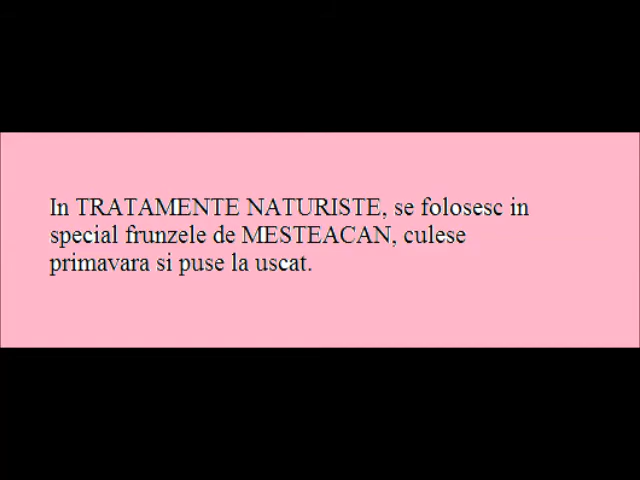 In TRATAMENTE NATURISTE, se folosesc in
special frunzele de MESTEACAN, culese
primavara si puse la uscat.